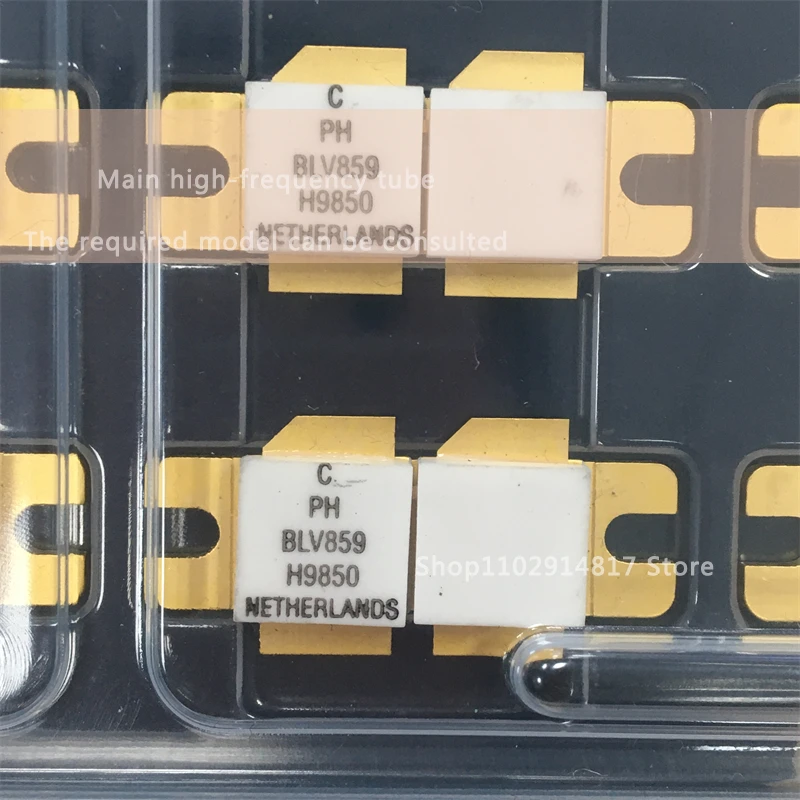 C
PH
BLV859
H9850
NETHERLANDS
Main high-frequency tube
The required model can be consulted
C
PH
BLV859
H9850
NETHERLANDS
Shop1102914817 Store